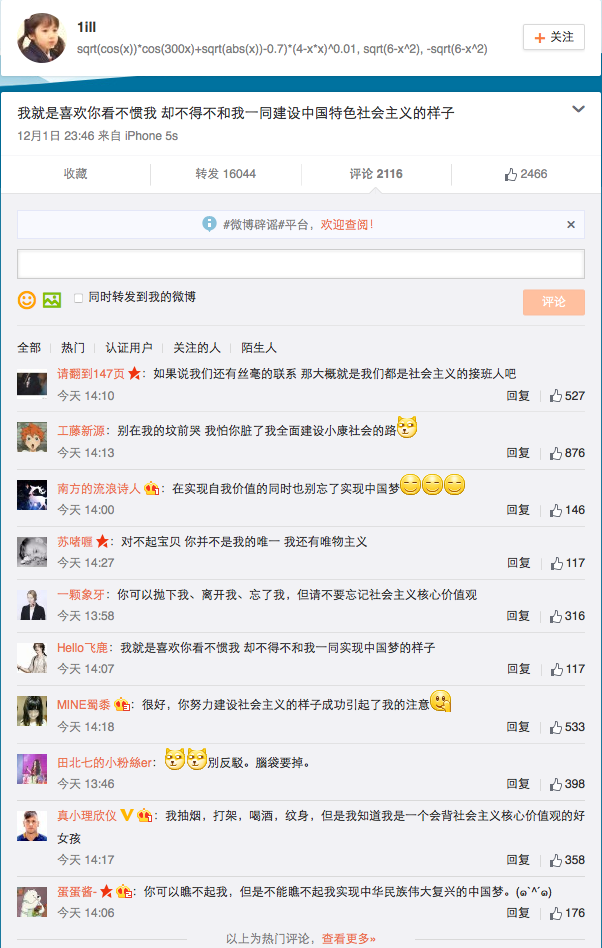 1ill
sqrt(cos(x))*cos(300x)+sqrt(abs(x))-0.7)*(4-x*x)^0.01, sqrt(6-x^2), -sqrt(6-x^2)
+ 关注
我就是喜欢你看不惯我 却不得不和我一同建设中国特色社会主义的样子
12月1日 23:46 来自 iPhone 5s
收藏 转发 16044 评论 2116 2466
#微博辟谣#平台，欢迎查阅！ ×
同时转发到我的微博 评论
全部 热门 认证用户 关注的人 陌生人
请翻到147页：如果说我们还有丝毫的联系 那大概就是我们都是社会主义的接班人吧
今天 14:10 回复 527
工藤新源：别在我的坟前哭 我怕你脏了我全面建设小康社会的路
今天 14:13 回复 876
南方的流浪诗人：在实现自我价值的同时也别忘了实现中国梦
今天 14:00 回复 146
苏啫喱：对不起宝贝 你并不是我的唯一 我还有唯物主义
今天 14:27 回复 117
一颗象牙：你可以抛下我、离开我、忘了我，但请不要忘记社会主义核心价值观
今天 13:58 回复 316
Hello飞鹿：我就是喜欢你看不惯我 却不得不和我一同实现中国梦的样子
今天 14:07 回复 117
MINE蜀黍：很好，你努力建设社会主义的样子成功引起了我的注意
今天 14:18 回复 533
田北七的小粉絲er：別反駁。腦袋要掉。
今天 13:46 回复 398
真小理欣仪：我抽烟，打架，喝酒，纹身，但是我知道我是一个会背社会主义核心价值观的好
女孩
今天 14:17 回复 358
蛋蛋酱-：你可以瞧不起我，但是不能瞧不起我实现中华民族伟大复兴的中国梦。(๑`^´๑)
今天 14:06 回复 176
以上为热门评论，查看更多»